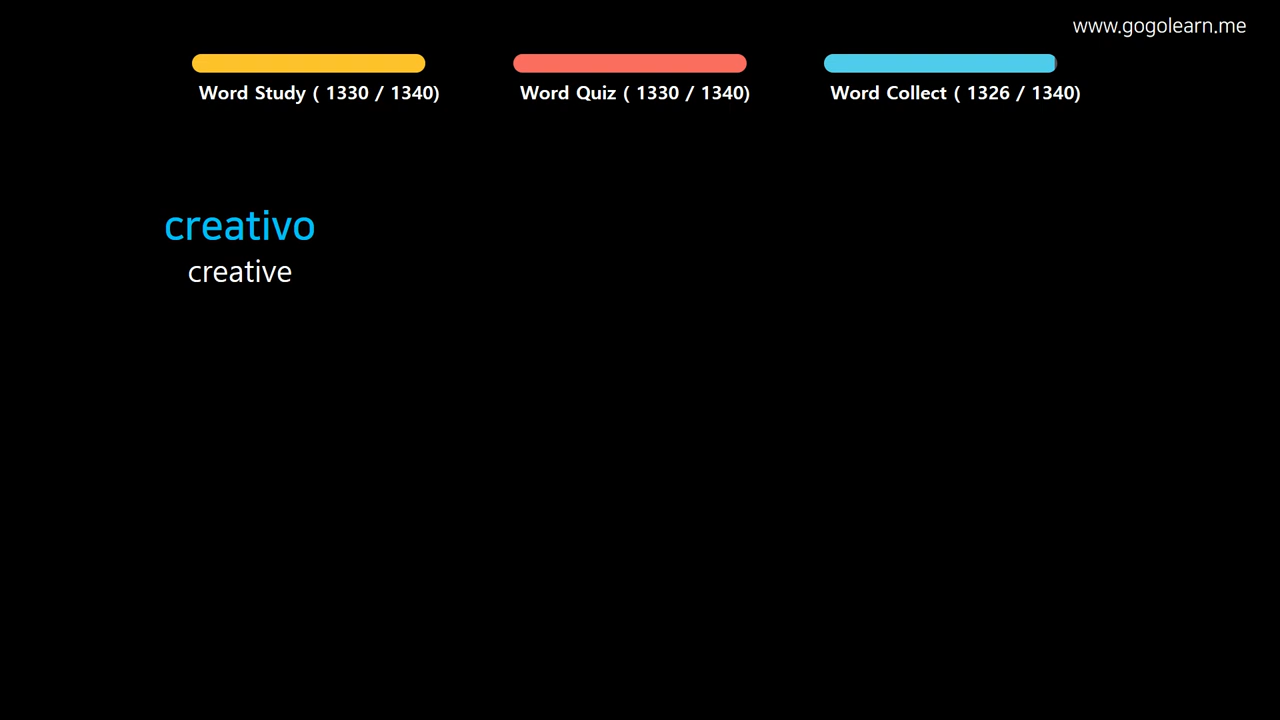 www.gogolearn.me
Word Study ( 1330 / 1340)
Word Quiz ( 1330 / 1340)
Word Collect ( 1326 / 1340)
creativo
creative